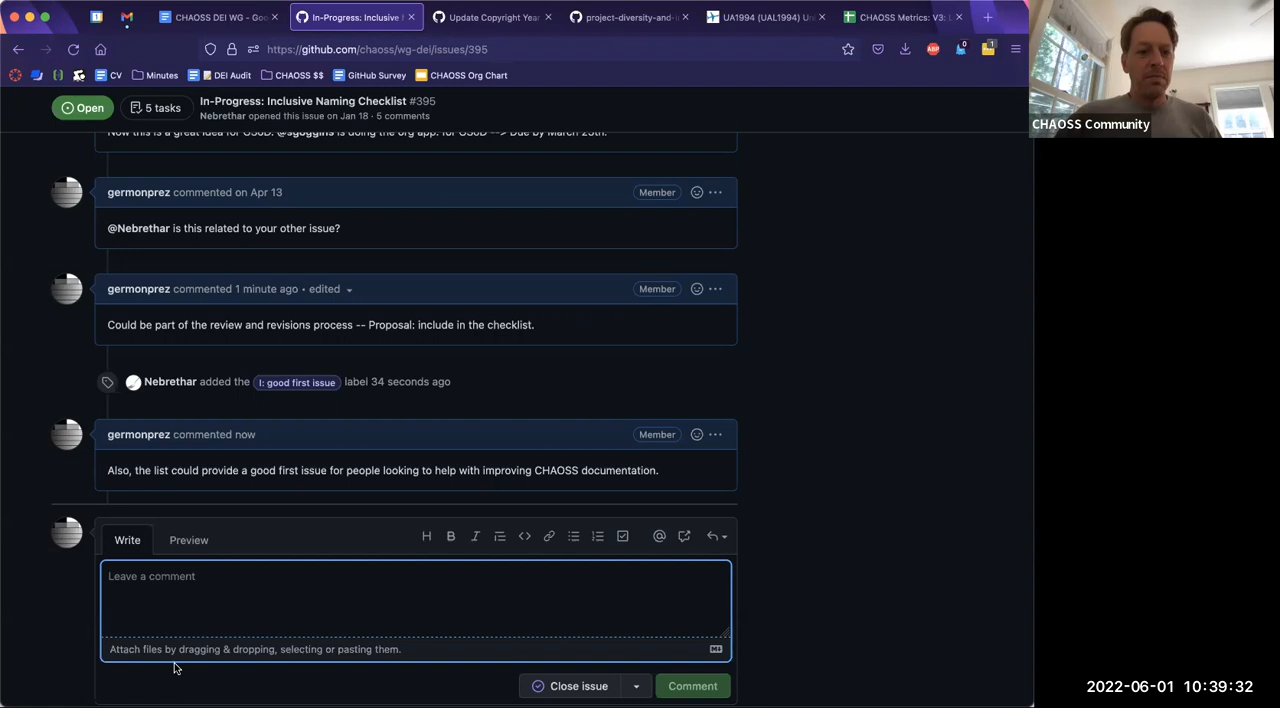 CHAOSS DEI WG - Go
In-Progress: Inclusive
Update Copyright Ye
project-diversity-and-
UA1994 (UAL1994) Un
CHAOSS Metrics: V3:
https://github.com/chaoss/wg-dei/issues/395
ABP
0
1
CV
Minutes
DEI Audit
CHAOSS $$
GitHub Survey
CHAOSS Org Chart
Open
5 tasks
In-Progress: Inclusive Naming Checklist #395
Nebrethar opened this issue on Jan 18 · 5 comments
germonprez commented on Apr 13
Member
@Nebrethar is this related to your other issue?
germonprez commented 1 minute ago • edited
Member
Could be part of the review and revisions process -- Proposal: include in the checklist.
Nebrethar added the I: good first issue label 34 seconds ago
germonprez commented now
Member
Also, the list could provide a good first issue for people looking to help with improving CHAOSS documentation.
Write
Preview
Leave a comment
Attach files by dragging & dropping, selecting or pasting them.
Close issue
Comment
CHAOSS Community
2022-06-01 10:39:32